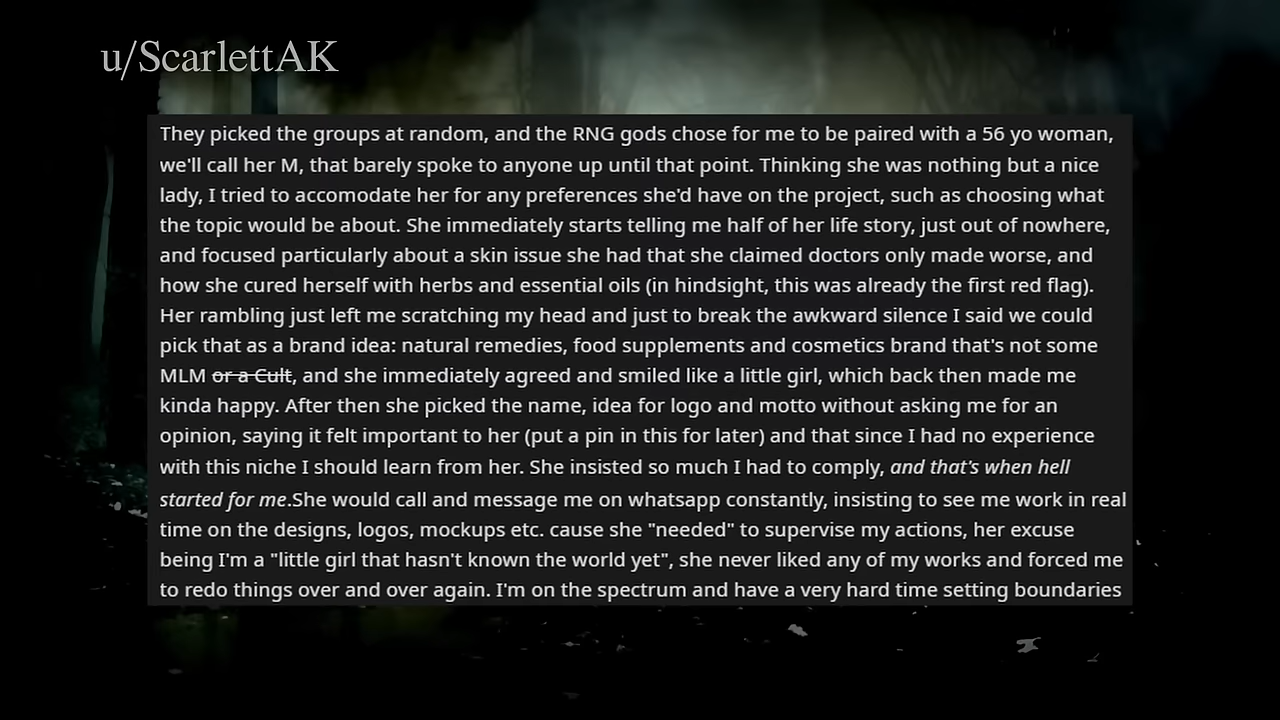 u/ScarlettAK
They picked the groups at random, and the RNG gods chose for me to be paired with a 56 yo woman,
we'll call her M, that barely spoke to anyone up until that point. Thinking she was nothing but a nice
lady, I tried to accomodate her for any preferences she'd have on the project, such as choosing what
the topic would be about. She immediately starts telling me half of her life story, just out of nowhere,
and focused particularly about a skin issue she had that she claimed doctors only made worse, and
how she cured herself with herbs and essential oils (in hindsight, this was already the first red flag).
Her rambling just left me scratching my head and just to break the awkward silence I said we could
pick that as a brand idea: natural remedies, food supplements and cosmetics brand that's not some
MLM or a Cult, and she immediately agreed and smiled like a little girl, which back then made me
kinda happy. After then she picked the name, idea for logo and motto without asking me for an
opinion, saying it felt important to her (put a pin in this for later) and that since I had no experience
with this niche I should learn from her. She insisted so much I had to comply, and that's when hell
started for me.She would call and message me on whatsapp constantly, insisting to see me work in real
time on the designs, logos, mockups etc. cause she "needed" to supervise my actions, her excuse
being I'm a "little girl that hasn't known the world yet", she never liked any of my works and forced me
to redo things over and over again. I'm on the spectrum and have a very hard time setting boundaries